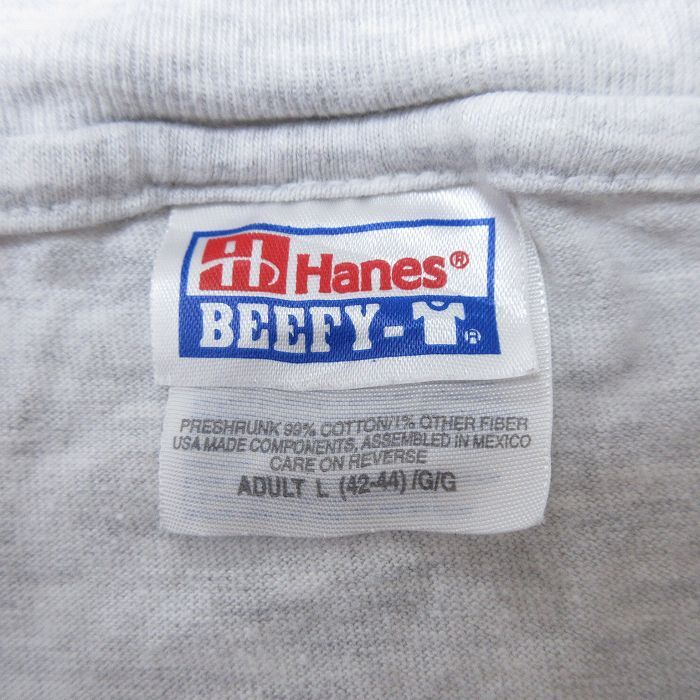 Hanes®
BEEFY-T®
PRESHRUNK 99% COTTON/1% OTHER FIBER
USA MADE COMPONENTS, ASSEMBLED IN MEXICO
CARE ON REVERSE
ADULT L (42-44) /G/G